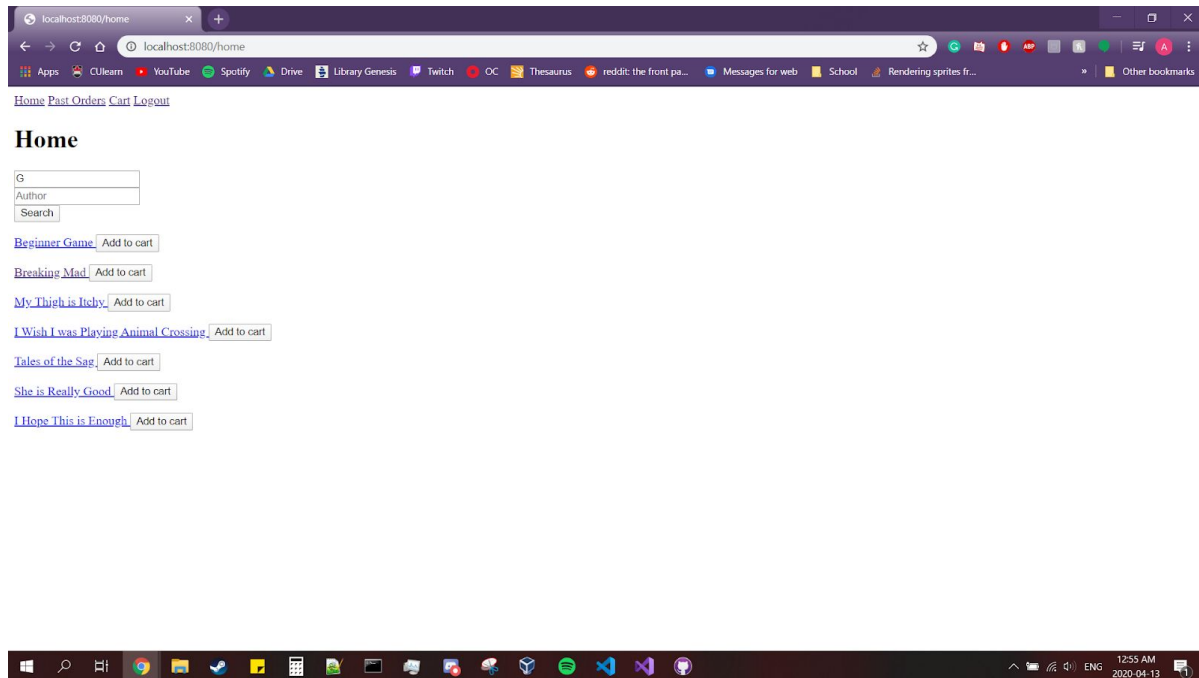 localhost:8080/home
localhost:8080/home
Apps CUlearn YouTube Spotify Drive Library Genesis Twitch OC Thesaurus reddit: the front pa... Messages for web School Rendering sprites fr... » Other bookmarks
Home Past Orders Cart Logout
Home
G
Author
Search
Beginner Game Add to cart
Breaking Mad Add to cart
My Thigh is Itchy Add to cart
I Wish I was Playing Animal Crossing Add to cart
Tales of the Sag Add to cart
She is Really Good Add to cart
I Hope This is Enough Add to cart
ENG 12:55 AM
2020-04-13